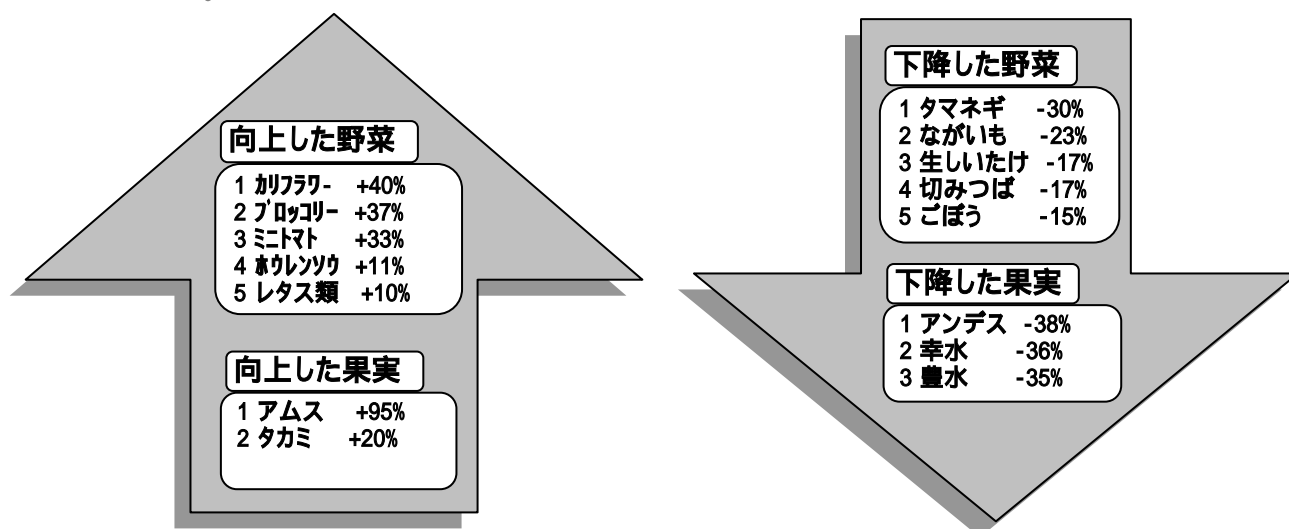 向上した野菜
1 ｶﾘﾌﾗﾜｰ +40%
2 ﾌﾞﾛｯｺﾘｰ +37%
3 ﾐﾆﾄﾏﾄ +33%
4 ﾎｳﾚﾝｿｳ +11%
5 レタス類 +10%
向上した果実
1 アムス +95%
2 タカミ +20%
下降した野菜
1 タマネギ -30%
2 ながいも -23%
3 生しいたけ -17%
4 切みつば -17%
5 ごぼう -15%
下降した果実
1 アンデス -38%
2 幸水 -36%
3 豊水 -35%